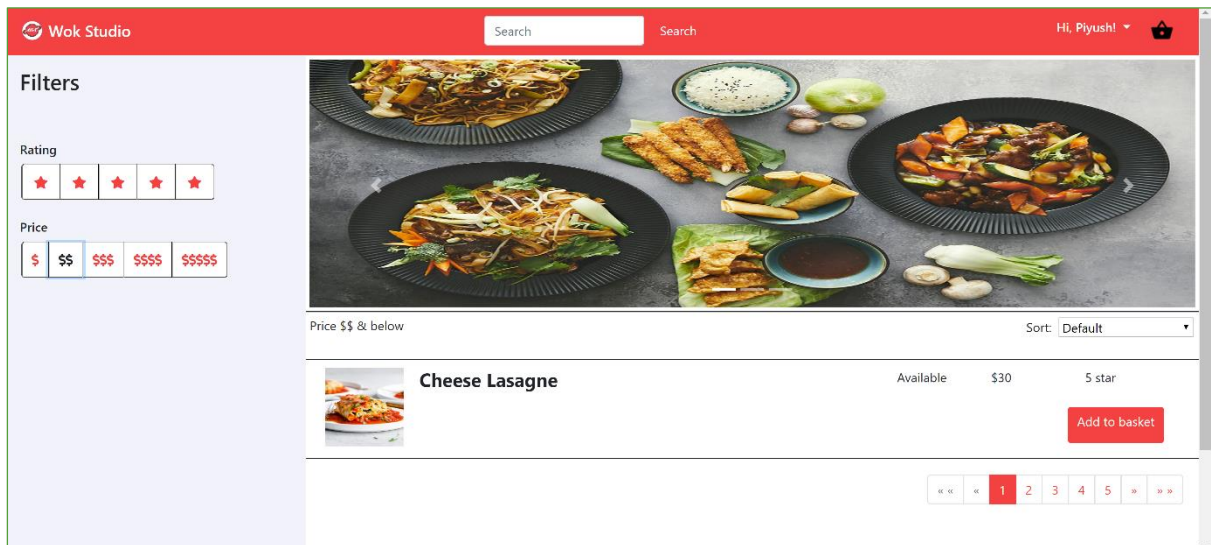 Wok Studio
Search
Search
Hi, Piyush!
Filters
Rating
Price
$ $$ $$$ $$$$ $$$$$
Price $$ & below
Sort: Default
Cheese Lasagne
Available $30 5 star
Add to basket
« « « 1 2 3 4 5 » » »